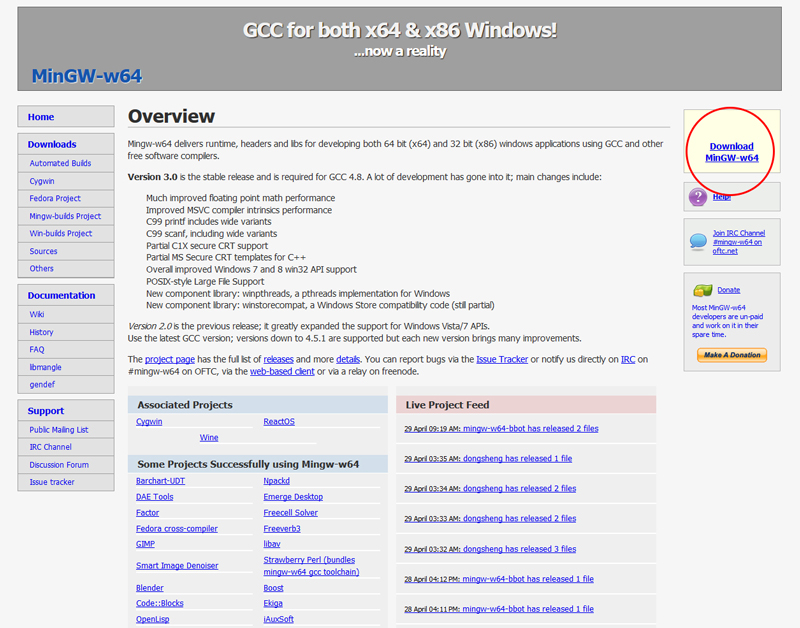 GCC for both x64 & x86 Windows!
...now a reality
MinGW-w64
Home
Downloads
Automated Builds
Cygwin
Fedora Project
Mingw-builds Project
Win-builds Project
Sources
Others
Documentation
Wiki
History
FAQ
libmangle
gendef
Support
Public Mailing List
IRC Channel
Discussion Forum
Issue tracker
Overview
Mingw-w64 delivers runtime, headers and libs for developing both 64 bit (x64) and 32 bit (x86) windows applications using GCC and other
free software compilers.
Version 3.0 is the stable release and is required for GCC 4.8. A lot of development has gone into it; main changes include:
Much improved floating point math performance
Improved MSVC compiler intrinsics performance
C99 printf includes wide variants
C99 scanf, including wide variants
Partial C1X secure CRT support
Partial MS Secure CRT templates for C++
Overall improved Windows 7 and 8 win32 API support
POSIX-style Large File Support
New component library: winpthreads, a pthreads implementation for Windows
New component library: winstorecompat, a Windows Store compatibility code (still partial)
Version 2.0 is the previous release; it greatly expanded the support for Windows Vista/7 APIs.
Use the latest GCC version; versions down to 4.5.1 are supported but each new version brings many improvements.
The project page has the full list of releases and more details. You can report bugs via the Issue Tracker or notify us directly on IRC on
#mingw-w64 on OFTC, via the web-based client or via a relay on freenode.
Associated Projects
Cygwin ReactOS
Wine
Some Projects Successfully using Mingw-w64
Barchart-UDT Npackd
DAE Tools Emerge Desktop
Factor Freecell Solver
Fedora cross-compiler Freeverb3
GIMP libav
Smart Image Denoiser Strawberry Perl (bundles
mingw-w64 gcc toolchain)
Blender Boost
Code::Blocks Ekiga
OpenLisp iAuxSoft
Live Project Feed
29 April 09:19 AM: mingw-w64-bbot has released 2 files
29 April 03:35 AM: dongsheng has released 1 file
29 April 03:34 AM: dongsheng has released 2 files
29 April 03:33 AM: dongsheng has released 2 files
29 April 03:32 AM: dongsheng has released 3 files
28 April 04:12 PM: mingw-w64-bbot has released 1 file
28 April 04:11 PM: mingw-w64-bbot has released 1 file
Download
MinGW-w64
Help!
Join IRC Channel
#mingw-w64 on
oftc.net
Donate
Most MinGW-w64
developers are un-paid
and work on it in their
spare time.
Make A Donation